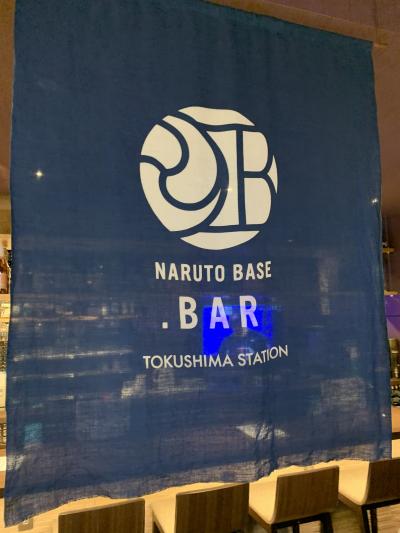 B
NARUTO BASE
.BAR
TOKUSHIMA STATION